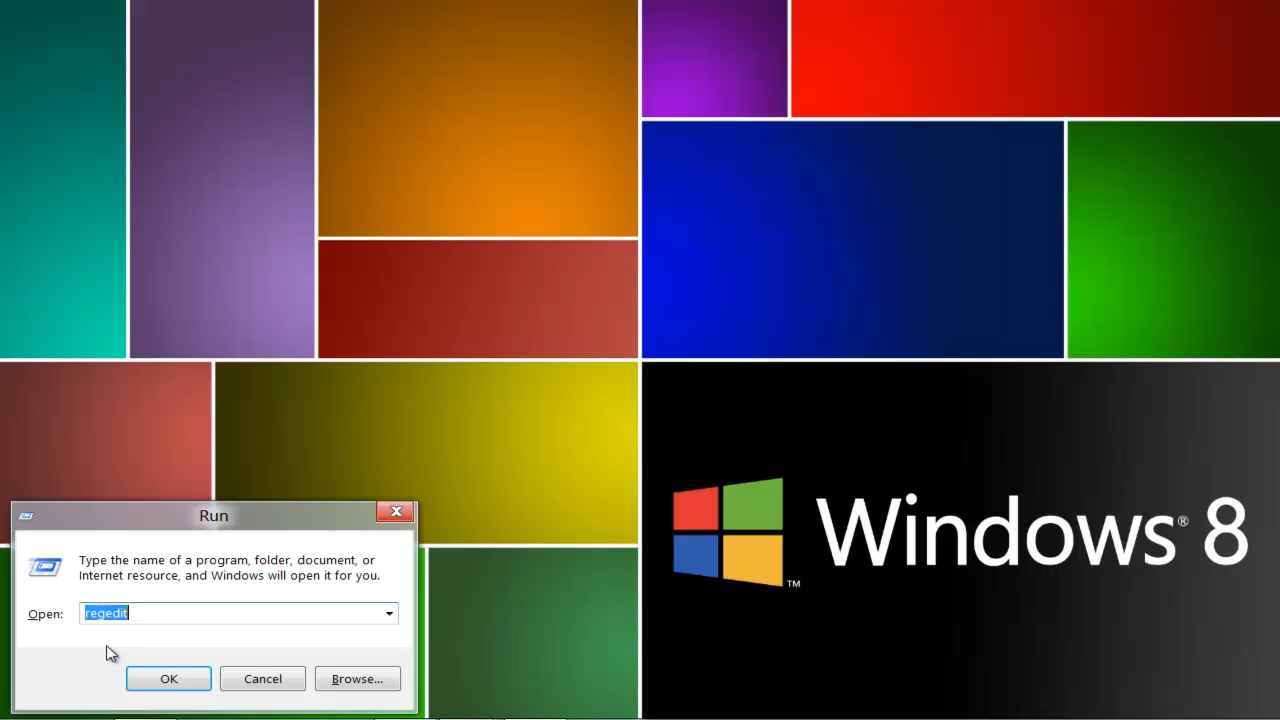 Windows® 8
TM
Run
Type the name of a program, folder, document, or
Internet resource, and Windows will open it for you.
Open: regedit
OK Cancel Browse...